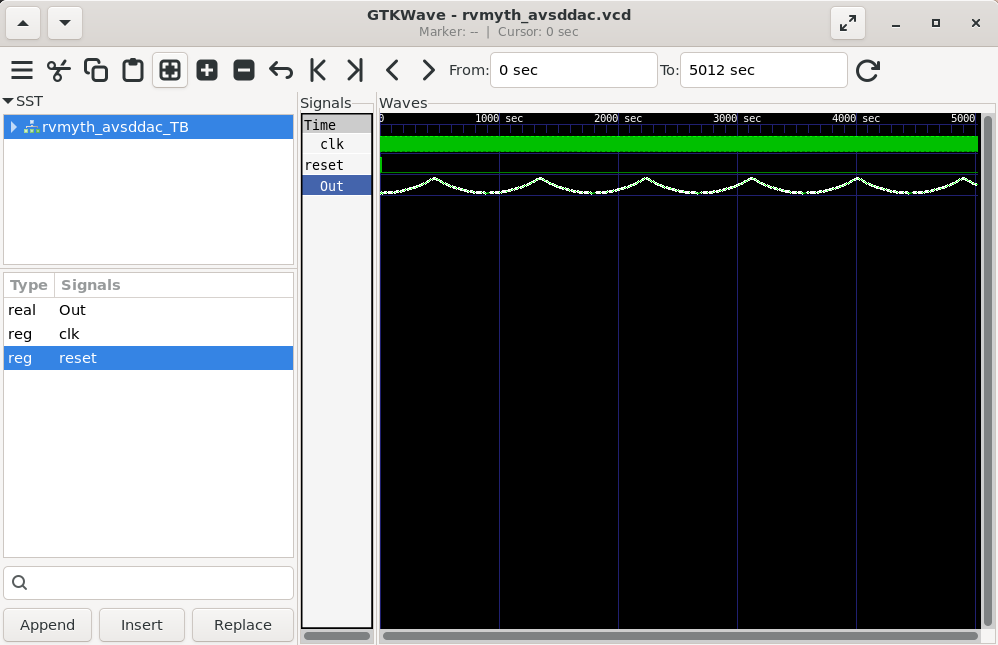 GTKWave - rvmyth_avsddac.vcd
Marker: -- | Cursor: 0 sec
From: 0 sec To: 5012 sec
SST
rvmyth_avsddac_TB
Type Signals
real Out
reg clk
reg reset
Append Insert Replace
Signals
Time
clk
reset
Out
Waves
0 1000 sec 2000 sec 3000 sec 4000 sec 5000